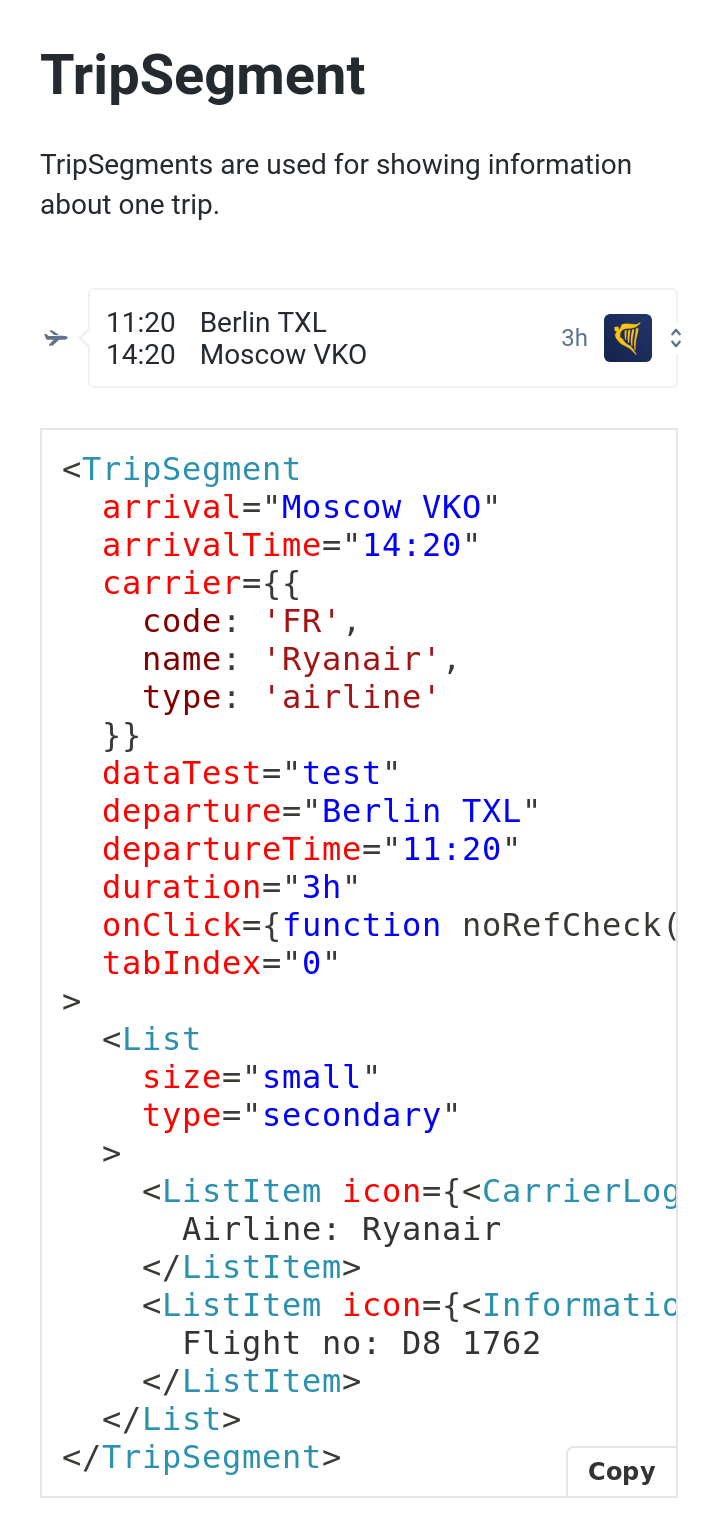 TripSegment
TripSegments are used for showing information
about one trip.
11:20 Berlin TXL
14:20 Moscow VKO
3h
<TripSegment
  arrival="Moscow VKO"
  arrivalTime="14:20"
  carrier={{
    code: 'FR',
    name: 'Ryanair',
    type: 'airline'
  }}
  dataTest="test"
  departure="Berlin TXL"
  departureTime="11:20"
  duration="3h"
  onClick={function noRefCheck(
  tabIndex="0"
>
  <List
    size="small"
    type="secondary"
  >
    <ListItem icon={<CarrierLog
      Airline: Ryanair
    </ListItem>
    <ListItem icon={<Informatio
      Flight no: D8 1762
    </ListItem>
  </List>
</TripSegment>
Copy